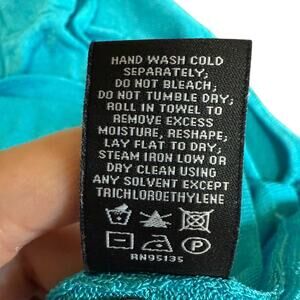 HAND WASH COLD
SEPARATELY;
DO NOT BLEACH;
DO NOT TUMBLE DRY;
ROLL IN TOWEL TO
REMOVE EXCESS
MOISTURE, RESHAPE;
LAY FLAT TO DRY;
STEAM IRON LOW OR
DRY CLEAN USING
ANY SOLVENT EXCEPT
TRICHLOROETHYLENE
P
RN95135